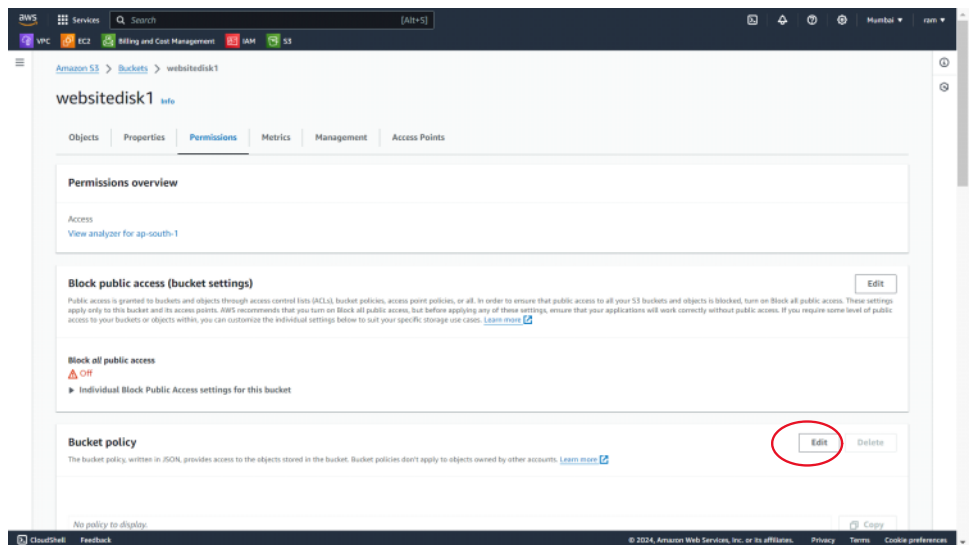 aws Services Search [Alt+S] Mumbai ram
VPC EC2 Billing and Cost Management IAM S3
Amazon S3 > Buckets > websitedisk1
websitedisk1 Info
Objects Properties Permissions Metrics Management Access Points
Permissions overview
Access
View analyzer for ap-south-1
Block public access (bucket settings) Edit
Public access is granted to buckets and objects through access control lists (ACLs), bucket policies, access point policies, or all. In order to ensure that public access to all your S3 buckets and objects is blocked, turn on Block all public access. These settings
apply only to this bucket and its access points. AWS recommends that you turn on Block all public access, but before applying any of these settings, ensure that your applications will work correctly without public access. If you require some level of public
access to your buckets or objects within, you can customize the individual settings below to suit your specific storage use cases. Learn more
Block all public access
Off
Individual Block Public Access settings for this bucket
Bucket policy Edit Delete
The bucket policy, written in JSON, provides access to the objects stored in the bucket. Bucket policies don't apply to objects owned by other accounts. Learn more
No policy to display. Copy
CloudShell Feedback © 2024, Amazon Web Services, Inc. or its affiliates. Privacy Terms Cookie preferences